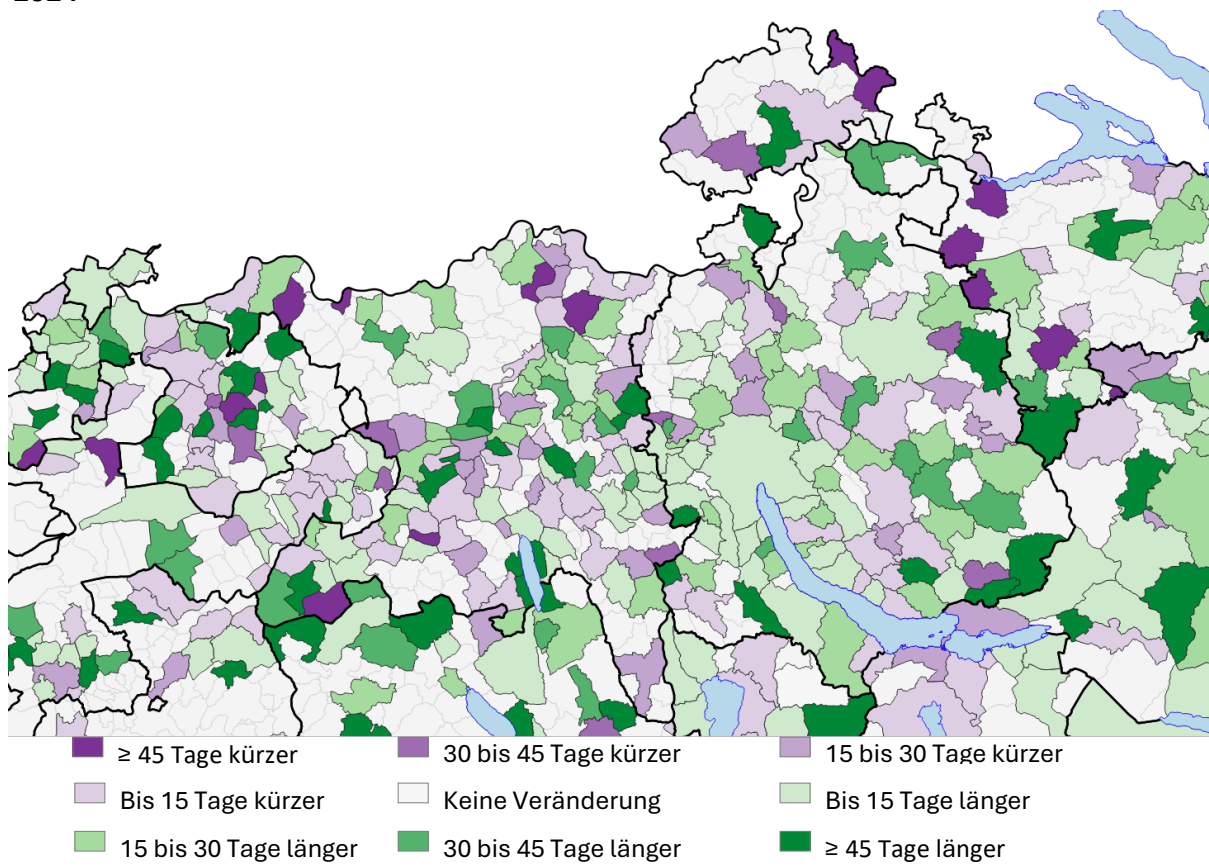 ≥ 45 Tage kürzer
30 bis 45 Tage kürzer
15 bis 30 Tage kürzer
Bis 15 Tage kürzer
Keine Veränderung
Bis 15 Tage länger
15 bis 30 Tage länger
30 bis 45 Tage länger
≥ 45 Tage länger